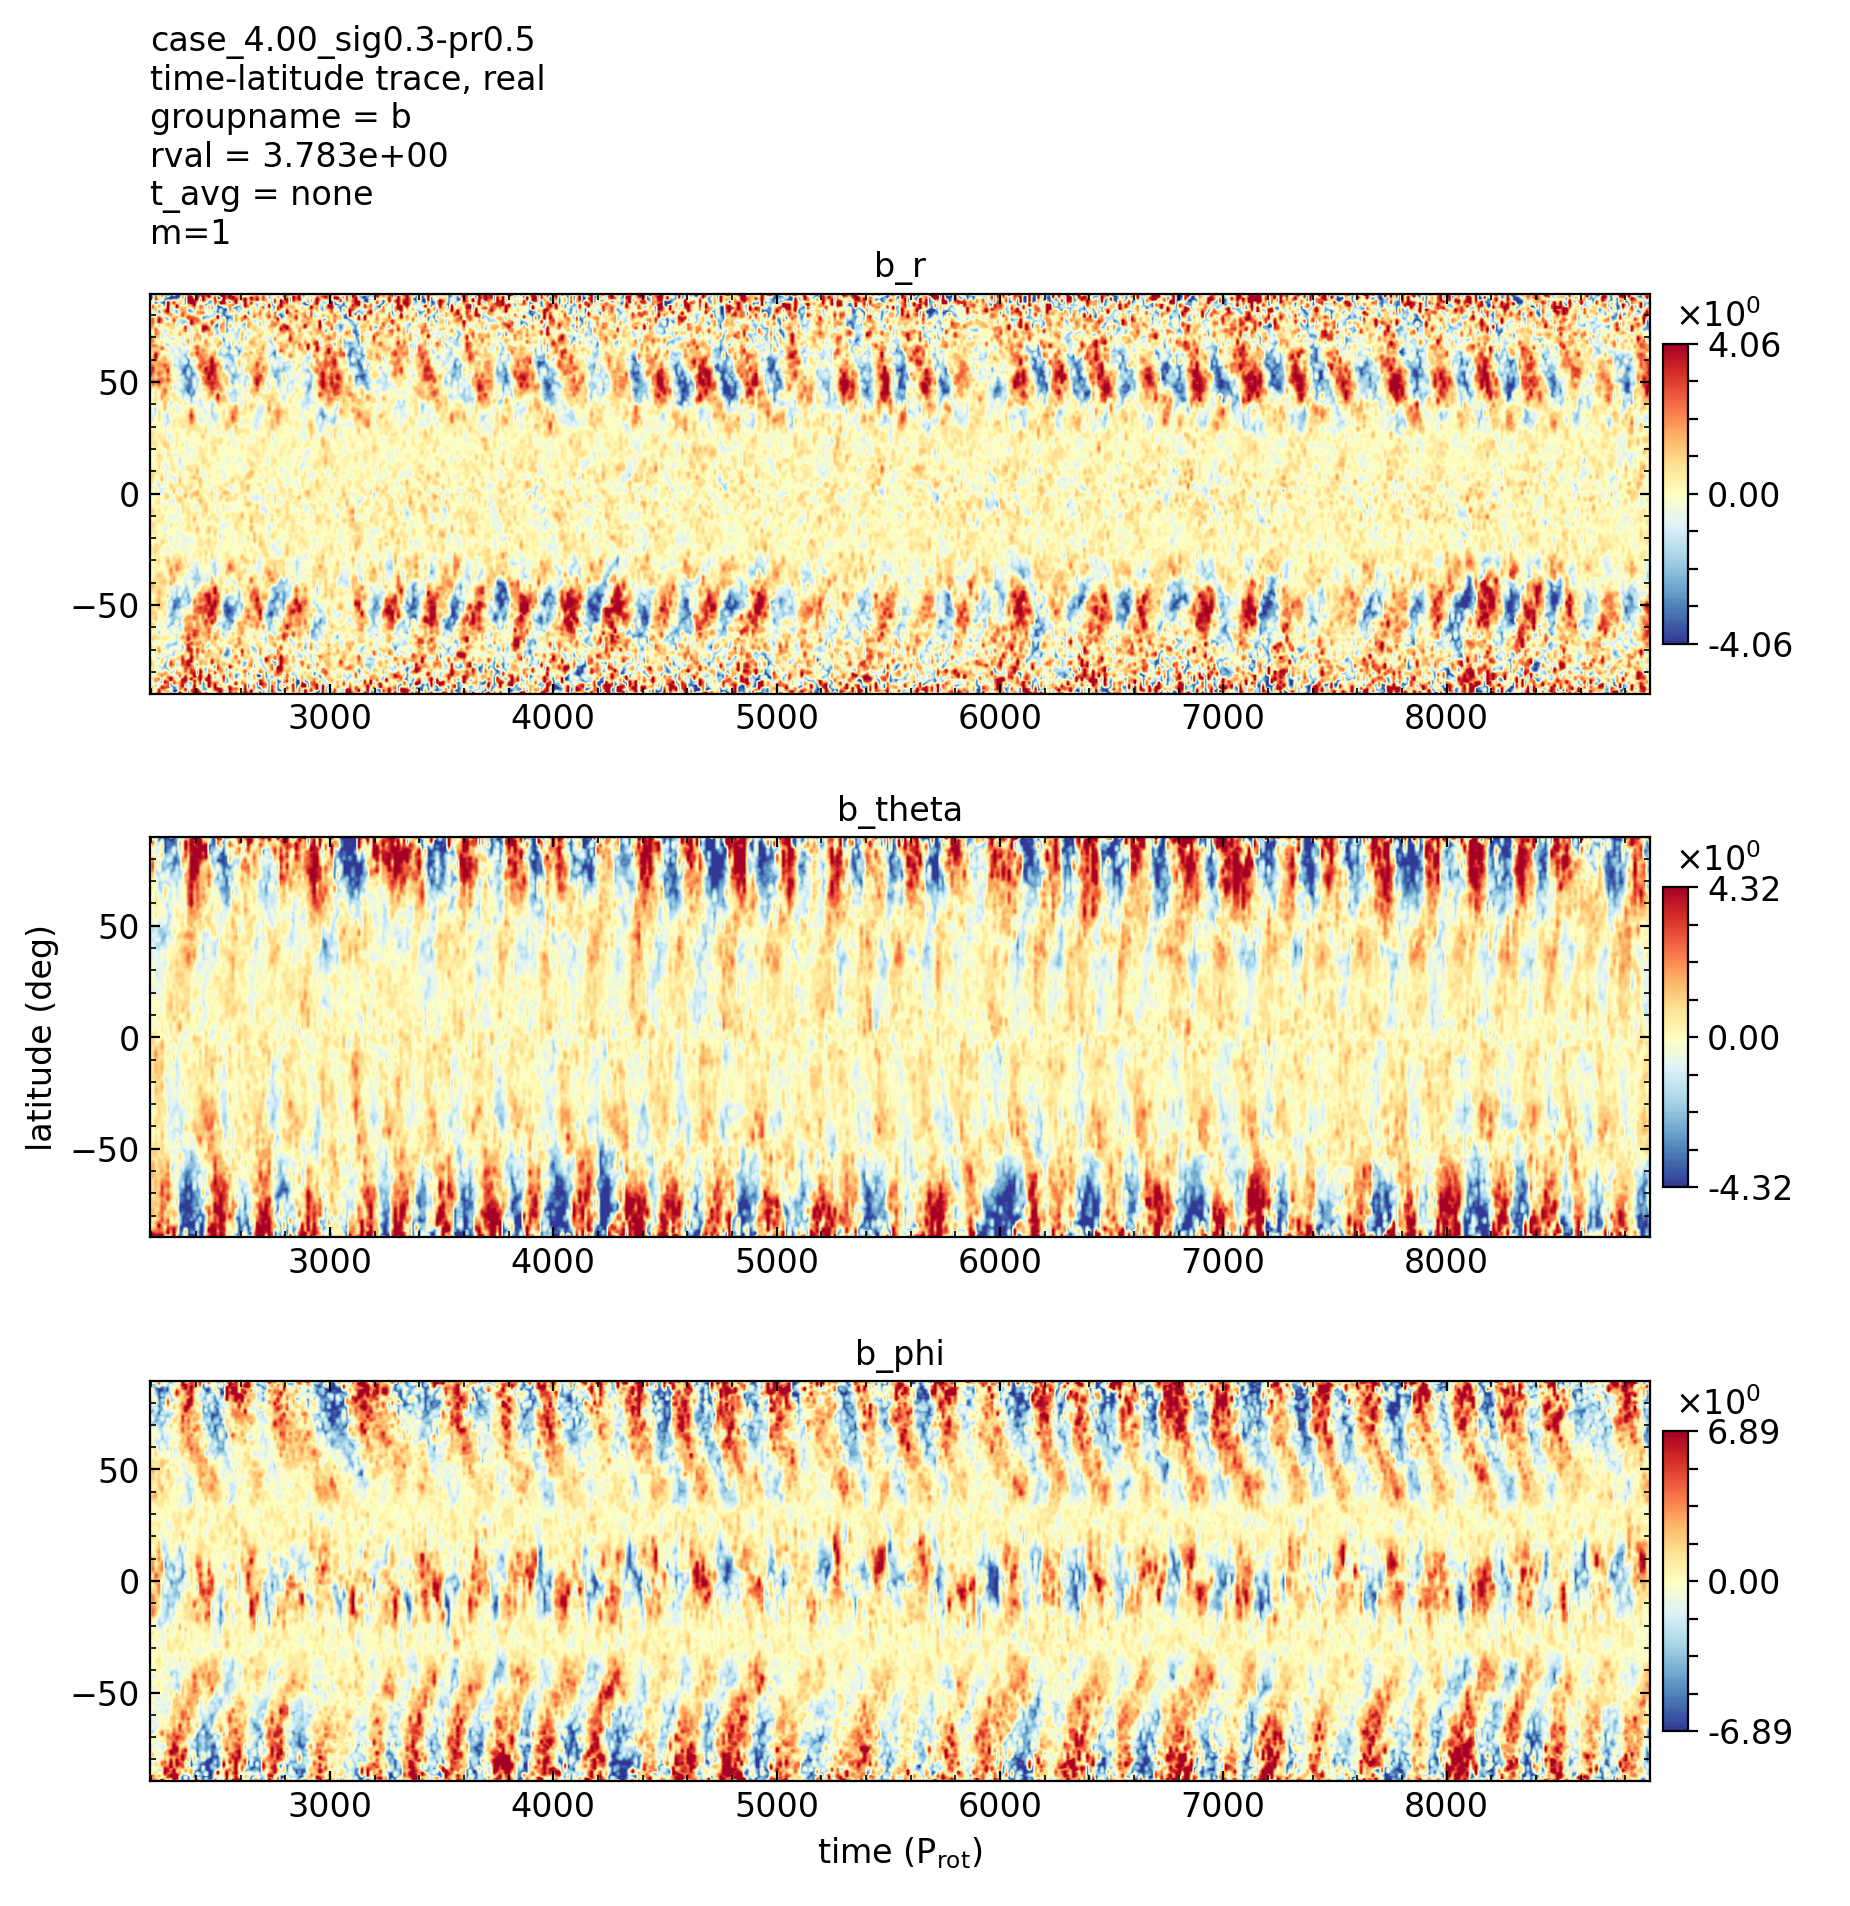 case_4.00_sig0.3-pr0.5
time-latitude trace, real
groupname = b
rval = 3.783e+00
t_avg = none
m=1
b_r
×10⁰
4.06
0.00
-4.06
50
0
−50
3000 4000 5000 6000 7000 8000
b_theta
×10⁰
4.32
0.00
-4.32
latitude (deg)
50
0
−50
3000 4000 5000 6000 7000 8000
b_phi
×10⁰
6.89
0.00
-6.89
50
0
−50
3000 4000 5000 6000 7000 8000
time (P_rot)